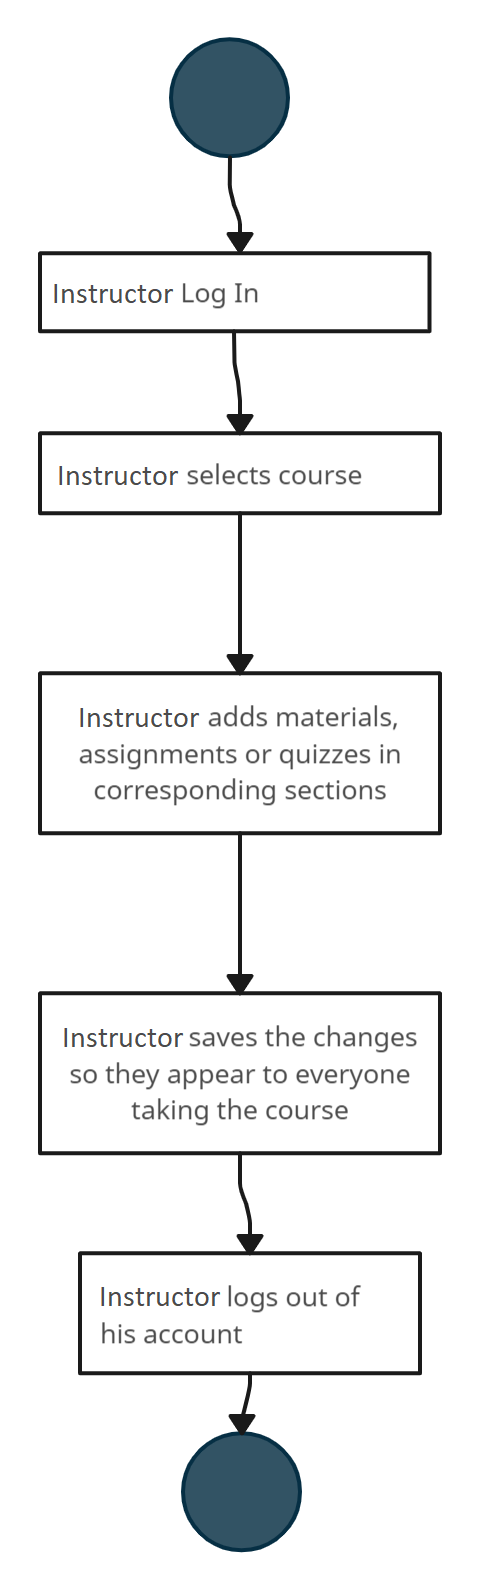 Instructor Log In
Instructor selects course
Instructor adds materials,
assignments or quizzes in
corresponding sections
Instructor saves the changes
so they appear to everyone
taking the course
Instructor logs out of
his account